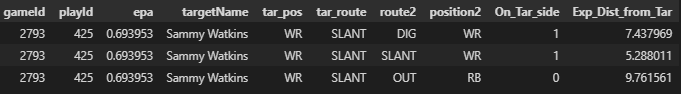 gameId playId epa targetName tar_pos tar_route route2 position2 On_Tar_side Exp_Dist_from_Tar
2793 425 0.693953 Sammy Watkins WR SLANT DIG WR 1 7.437969
2793 425 0.693953 Sammy Watkins WR SLANT SLANT WR 1 5.288011
2793 425 0.693953 Sammy Watkins WR SLANT OUT RB 0 9.761561